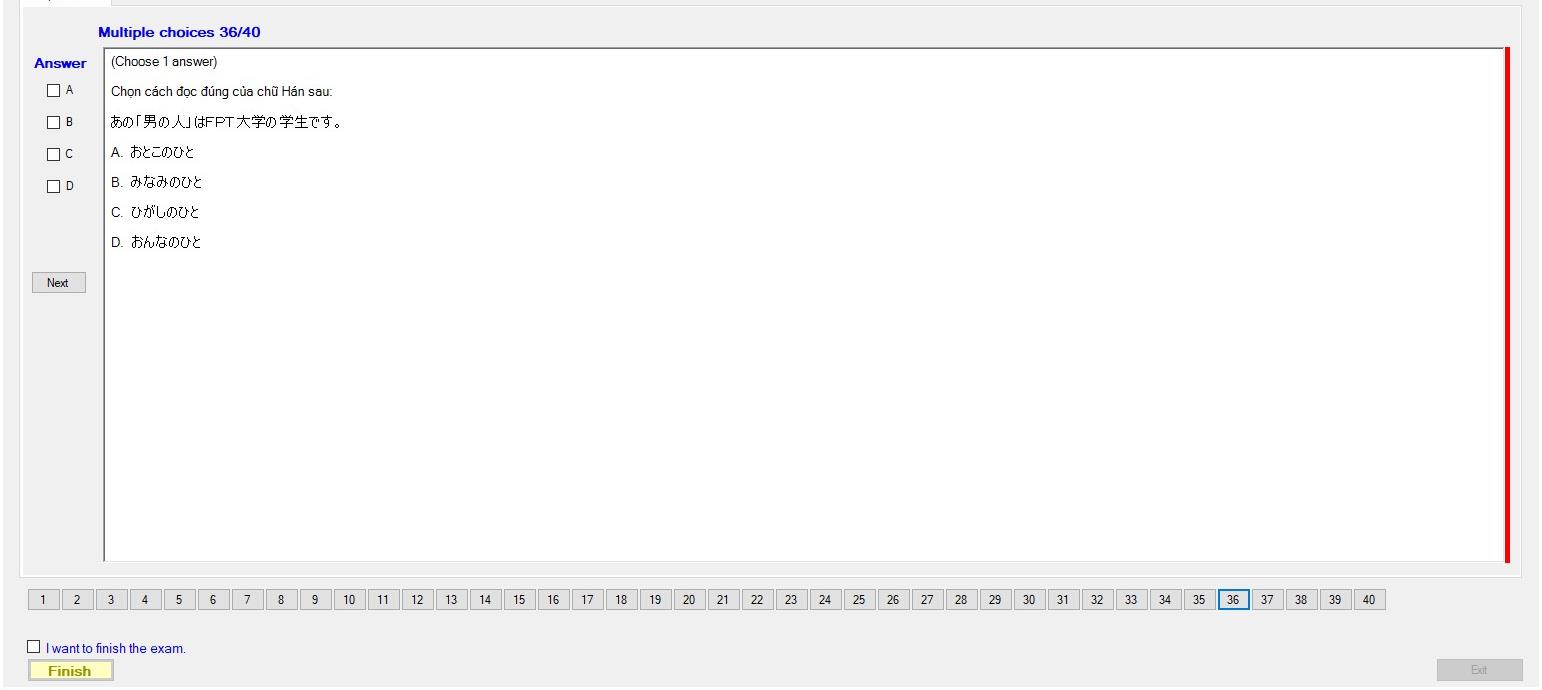 Multiple choices 36/40
Answer
A
B
C
D
Next
(Choose 1 answer)
Chọn cách đọc đúng của chữ Hán sau:
あの「男の人」はFPT大学の学生です。
A. おとこのひと
B. みなみのひと
C. ひがしのひと
D. おんなのひと
1 2 3 4 5 6 7 8 9 10 11 12 13 14 15 16 17 18 19 20 21 22 23 24 25 26 27 28 29 30 31 32 33 34 35 36 37 38 39 40
I want to finish the exam.
Finish
Exit